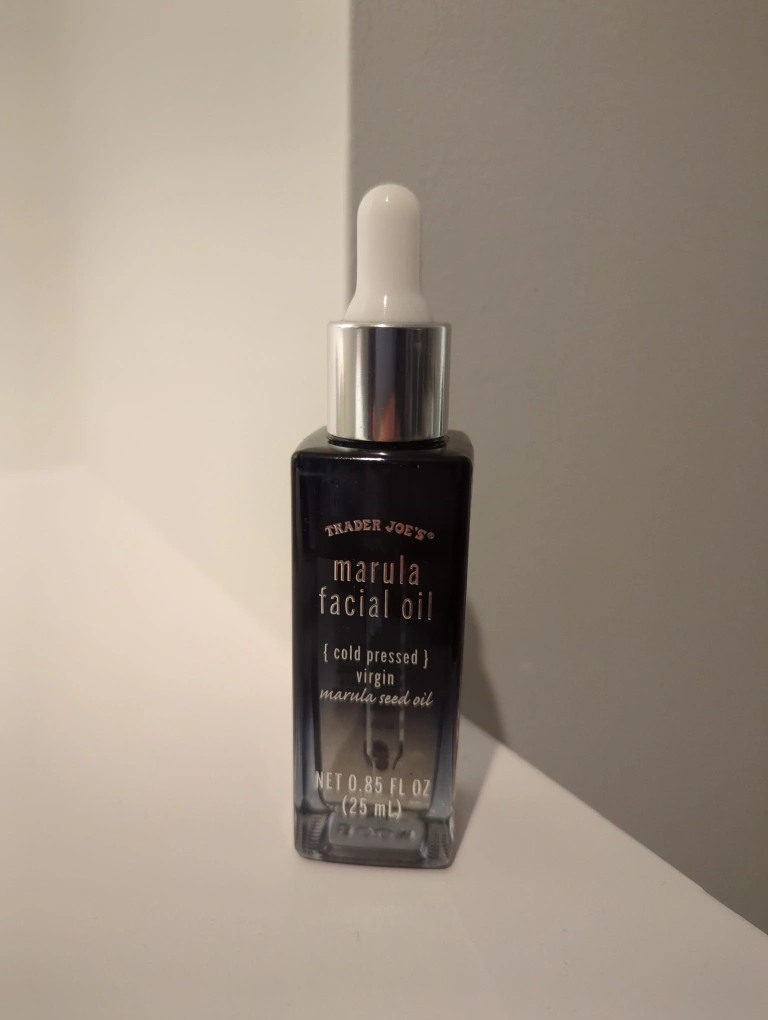 TRADER JOE'S®
marula
facial oil
{ cold pressed }
virgin
marula seed oil
NET 0.85 FL OZ
(25 mL)